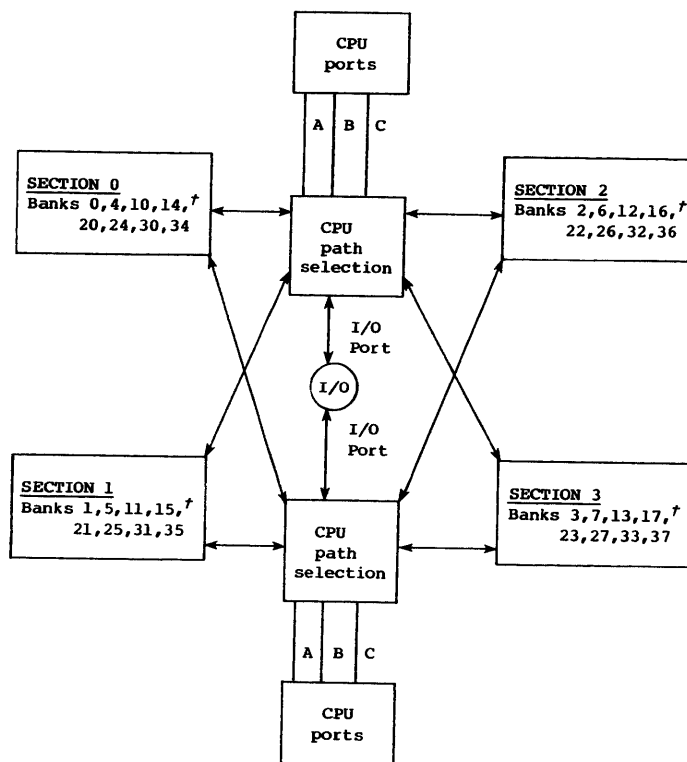 CPU
ports
A B C
SECTION 0
Banks 0,4,10,14,†
20,24,30,34
SECTION 2
Banks 2,6,12,16,†
22,26,32,36
CPU
path
selection
I/O
Port
I/O
I/O
Port
SECTION 1
Banks 1,5,11,15,†
21,25,31,35
SECTION 3
Banks 3,7,13,17,†
23,27,33,37
CPU
path
selection
A B C
CPU
ports